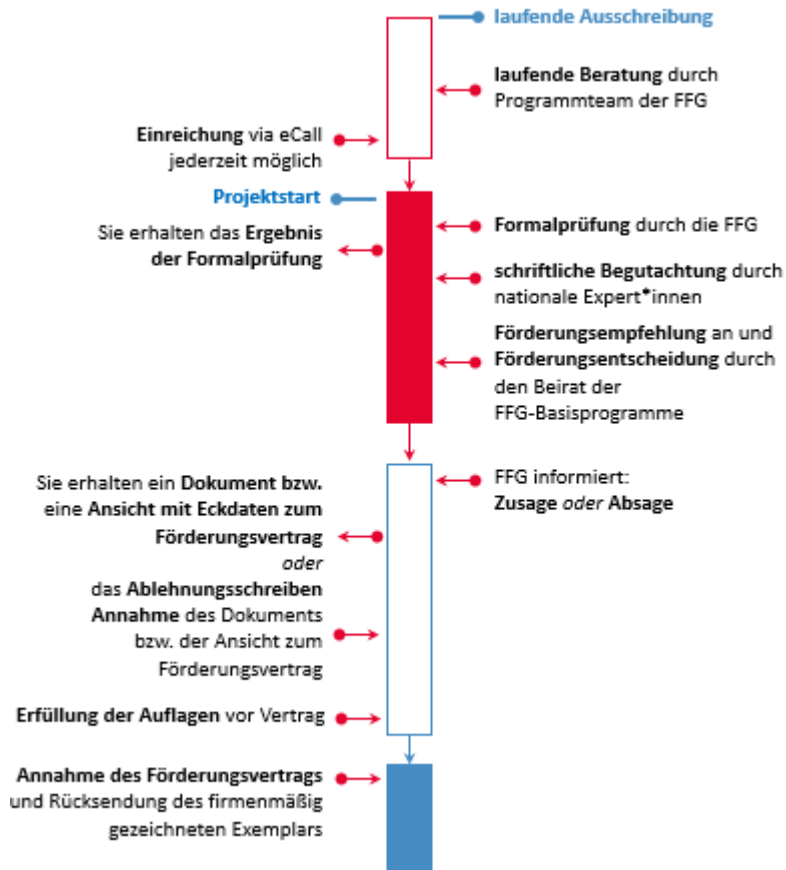 laufende Ausschreibung
laufende Beratung durch
Programmteam der FFG
Einreichung via eCall
jederzeit möglich
Projektstart
Sie erhalten das Ergebnis
der Formalprüfung
Formalprüfung durch die FFG
schriftliche Begutachtung durch
nationale Expert*innen
Förderungsempfehlung an und
Förderungsentscheidung durch
den Beirat der
FFG-Basisprogramme
FFG informiert:
Zusage oder Absage
Sie erhalten ein Dokument bzw.
eine Ansicht mit Eckdaten zum
Förderungsvertrag
oder
das Ablehnungsschreiben
Annahme des Dokuments
bzw. der Ansicht zum
Förderungsvertrag
Erfüllung der Auflagen vor Vertrag
Annahme des Förderungsvertrags
und Rücksendung des firmenmäßig
gezeichneten Exemplars